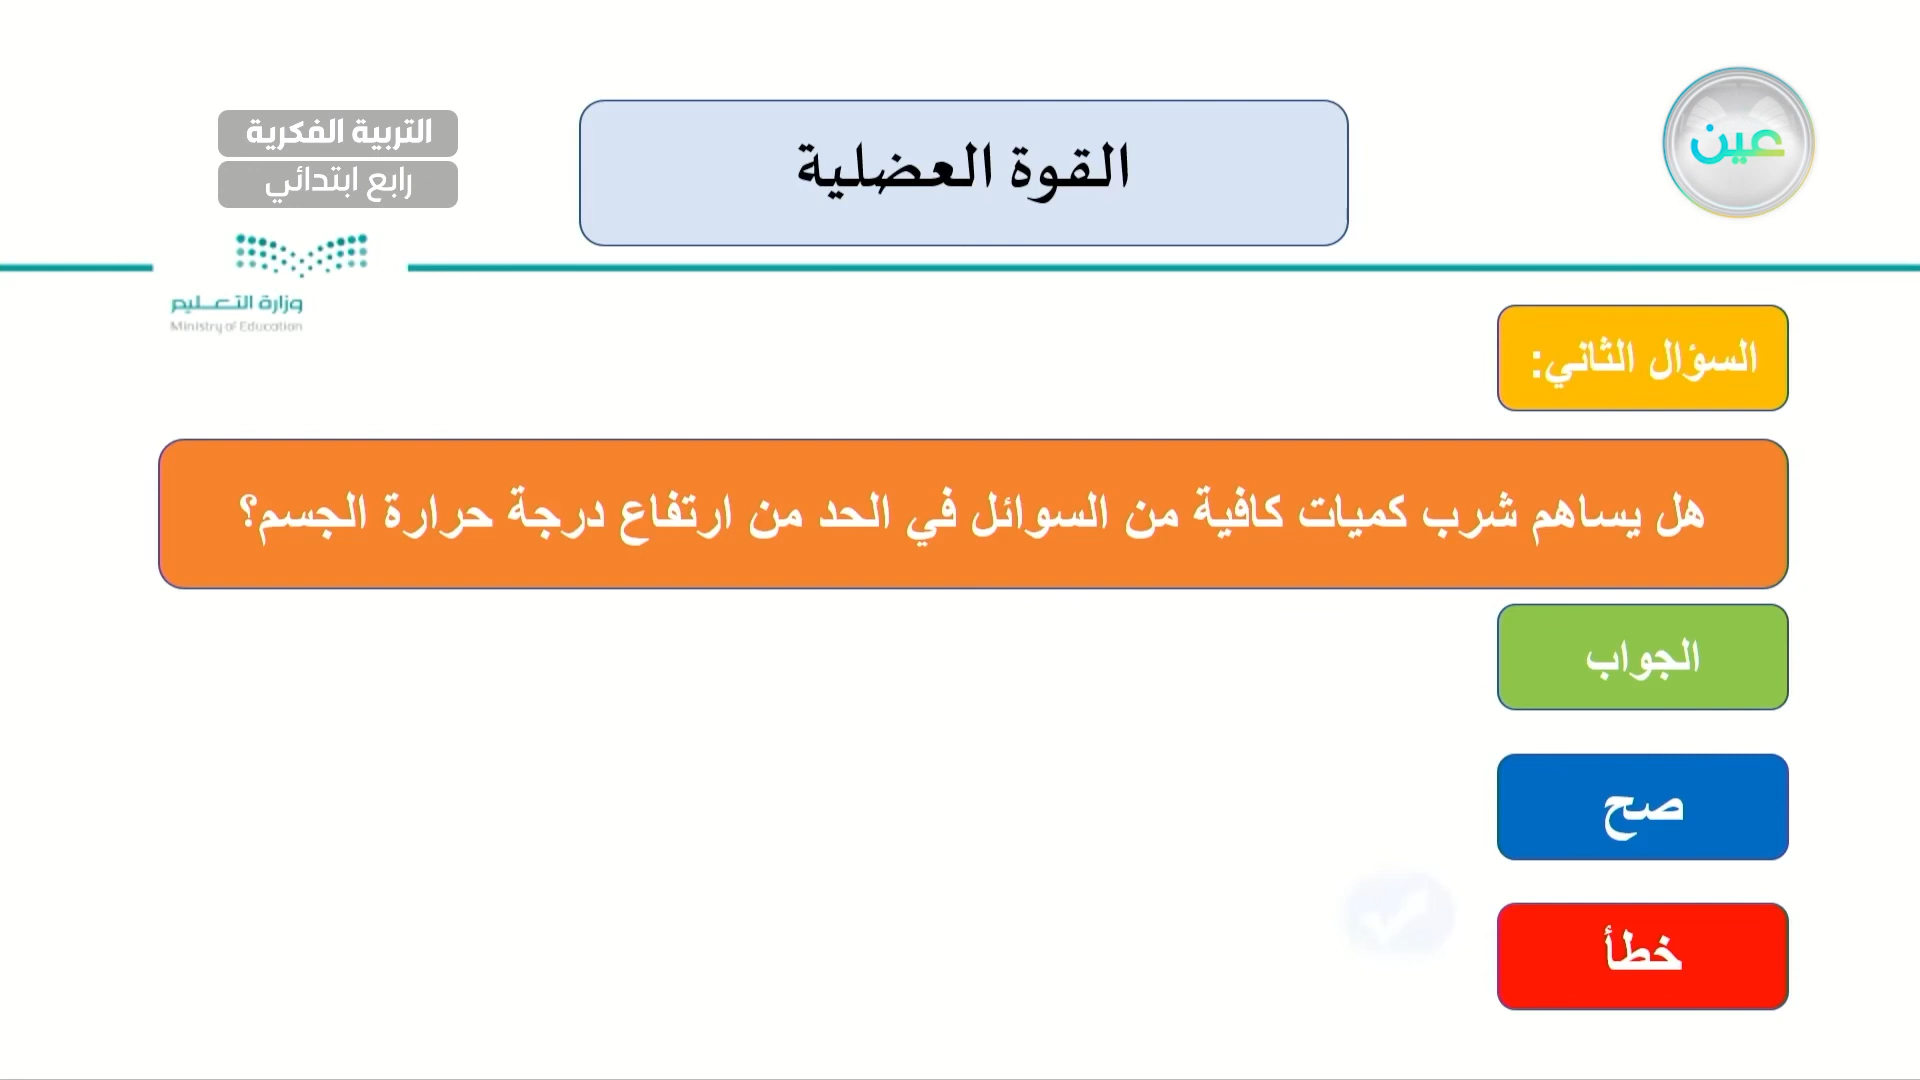 عين
القوة العضلية
التربية الفكرية
رابع ابتدائي
وزارة التعليم
Ministry of Education
السؤال الثاني:
هل يساهم شرب كميات كافية من السوائل في الحد من ارتفاع درجة حرارة الجسم؟
الجواب
صح
خطأ